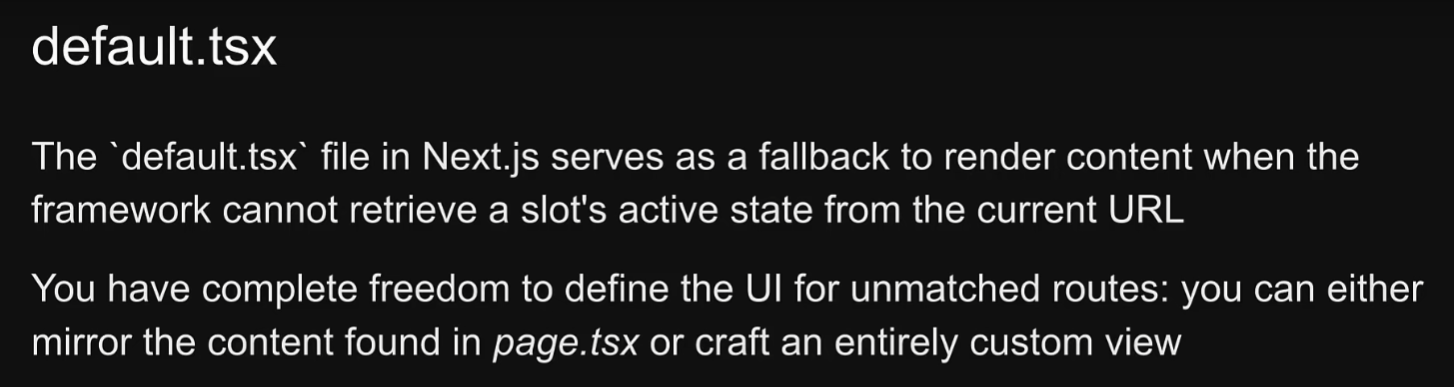 default.tsx
The `default.tsx` file in Next.js serves as a fallback to render content when the
framework cannot retrieve a slot's active state from the current URL
You have complete freedom to define the UI for unmatched routes: you can either
mirror the content found in page.tsx or craft an entirely custom view